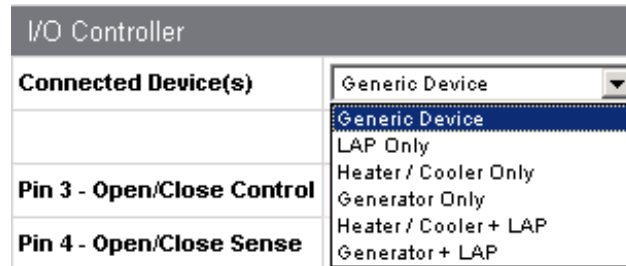 I/O Controller
Connected Device(s)
Generic Device
Generic Device
LAP Only
Heater / Cooler Only
Generator Only
Heater / Cooler + LAP
Generator + LAP
Pin 3 - Open/Close Control
Pin 4 - Open/Close Sense